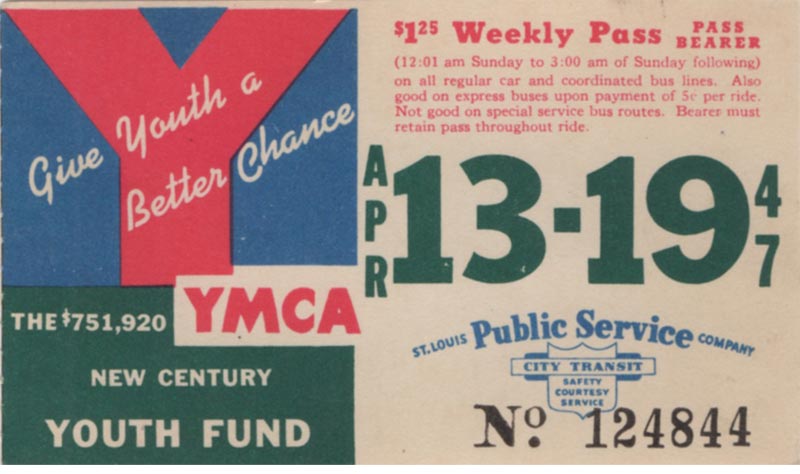 Give Youth a
Better Chance
THE $751,920
YMCA
NEW CENTURY
YOUTH FUND
$1.25 Weekly Pass PASS BEARER
(12:01 am Sunday to 3:00 am of Sunday following)
on all regular car and coordinated bus lines. Also
good on express buses upon payment of 5¢ per ride.
Not good on special service bus routes. Bearer must
retain pass throughout ride.
APR 13-19 47
ST. LOUIS Public Service COMPANY
CITY TRANSIT
SAFETY
COURTESY
SERVICE
No. 124844